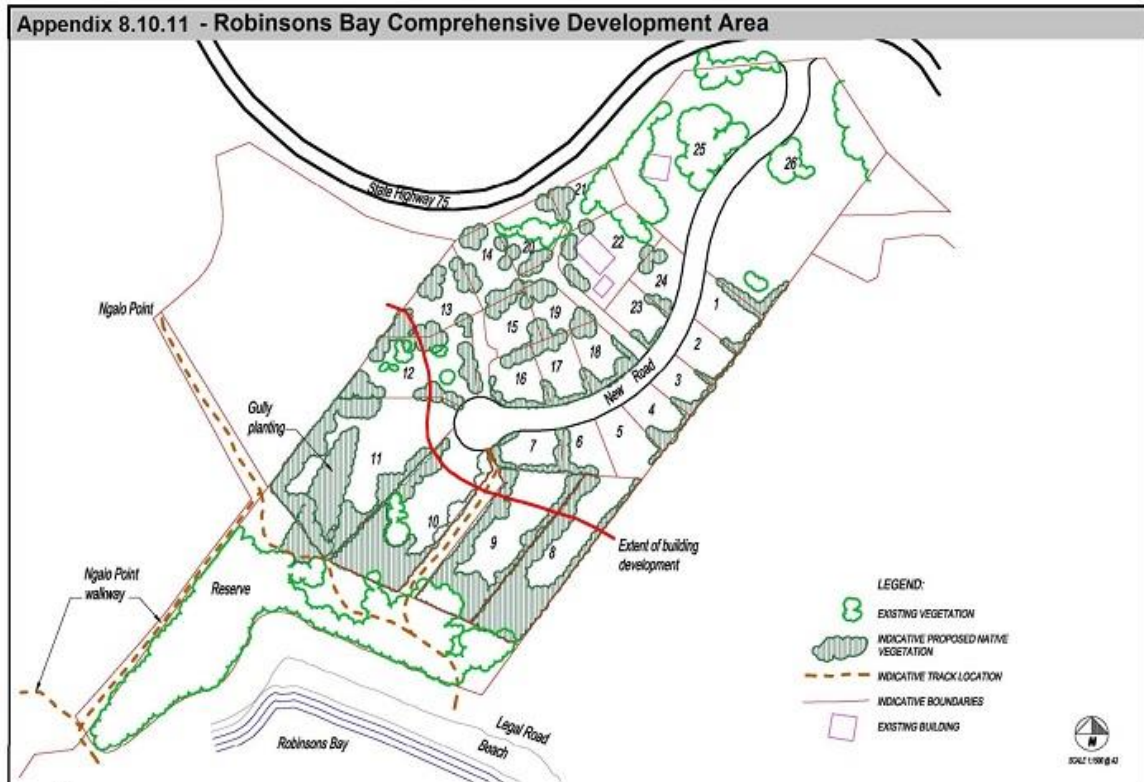 Appendix 8.10.11 - Robinsons Bay Comprehensive Development Area
State Highway 75
25
26
21
22
20
14
24
1
Ngaio Point
13
15
19
23
2
12
16
17
18
New Road
3
4
Gully
planting
11
7
6
5
10
9
8
Extent of building
development
Ngaio Point
walkway
Reserve
LEGEND:
EXISTING VEGETATION
INDICATIVE PROPOSED NATIVE
VEGETATION
INDICATIVE TRACK LOCATION
INDICATIVE BOUNDARIES
EXISTING BUILDING
Legal Road
Beach
Robinsons Bay
N